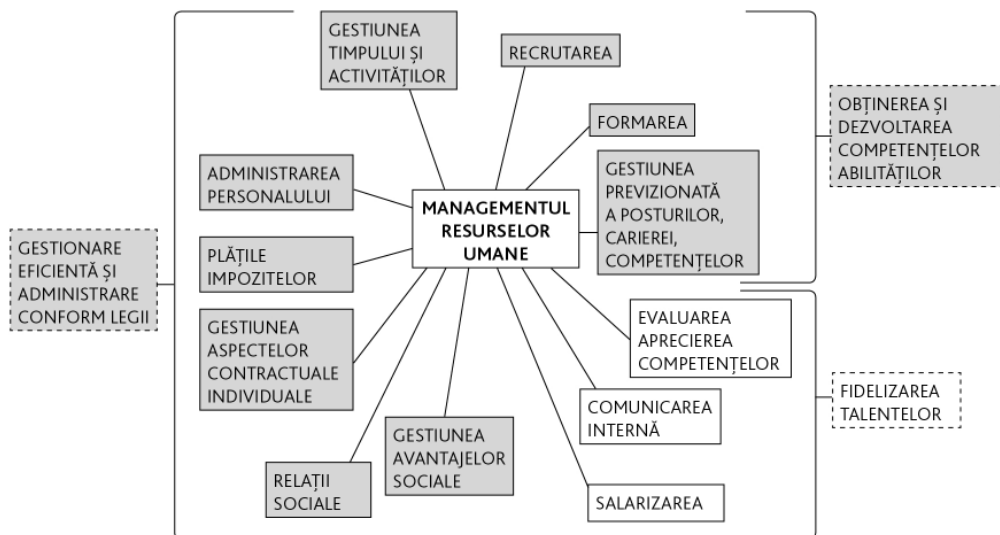 GESTIUNEA
TIMPULUI ȘI
ACTIVITĂȚILOR
RECRUTAREA
FORMAREA
OBȚINEREA ȘI
DEZVOLTAREA
COMPETENȚELOR
ABILITĂȚILOR
ADMINISTRAREA
PERSONALULUI
GESTIUNEA
PREVIZIONATĂ
A POSTURILOR,
CARIEREI,
COMPETENȚELOR
MANAGEMENTUL
RESURSELOR
UMANE
GESTIONARE
EFICIENTĂ ȘI
ADMINISTRARE
CONFORM LEGII
PLĂȚILE
IMPOZITELOR
GESTIUNEA
ASPECTELOR
CONTRACTUALE
INDIVIDUALE
EVALUAREA
APRECIEREA
COMPETENȚELOR
FIDELIZAREA
TALENTELOR
COMUNICAREA
INTERNĂ
GESTIUNEA
AVANTAJELOR
SOCIALE
RELAȚII
SOCIALE
SALARIZAREA